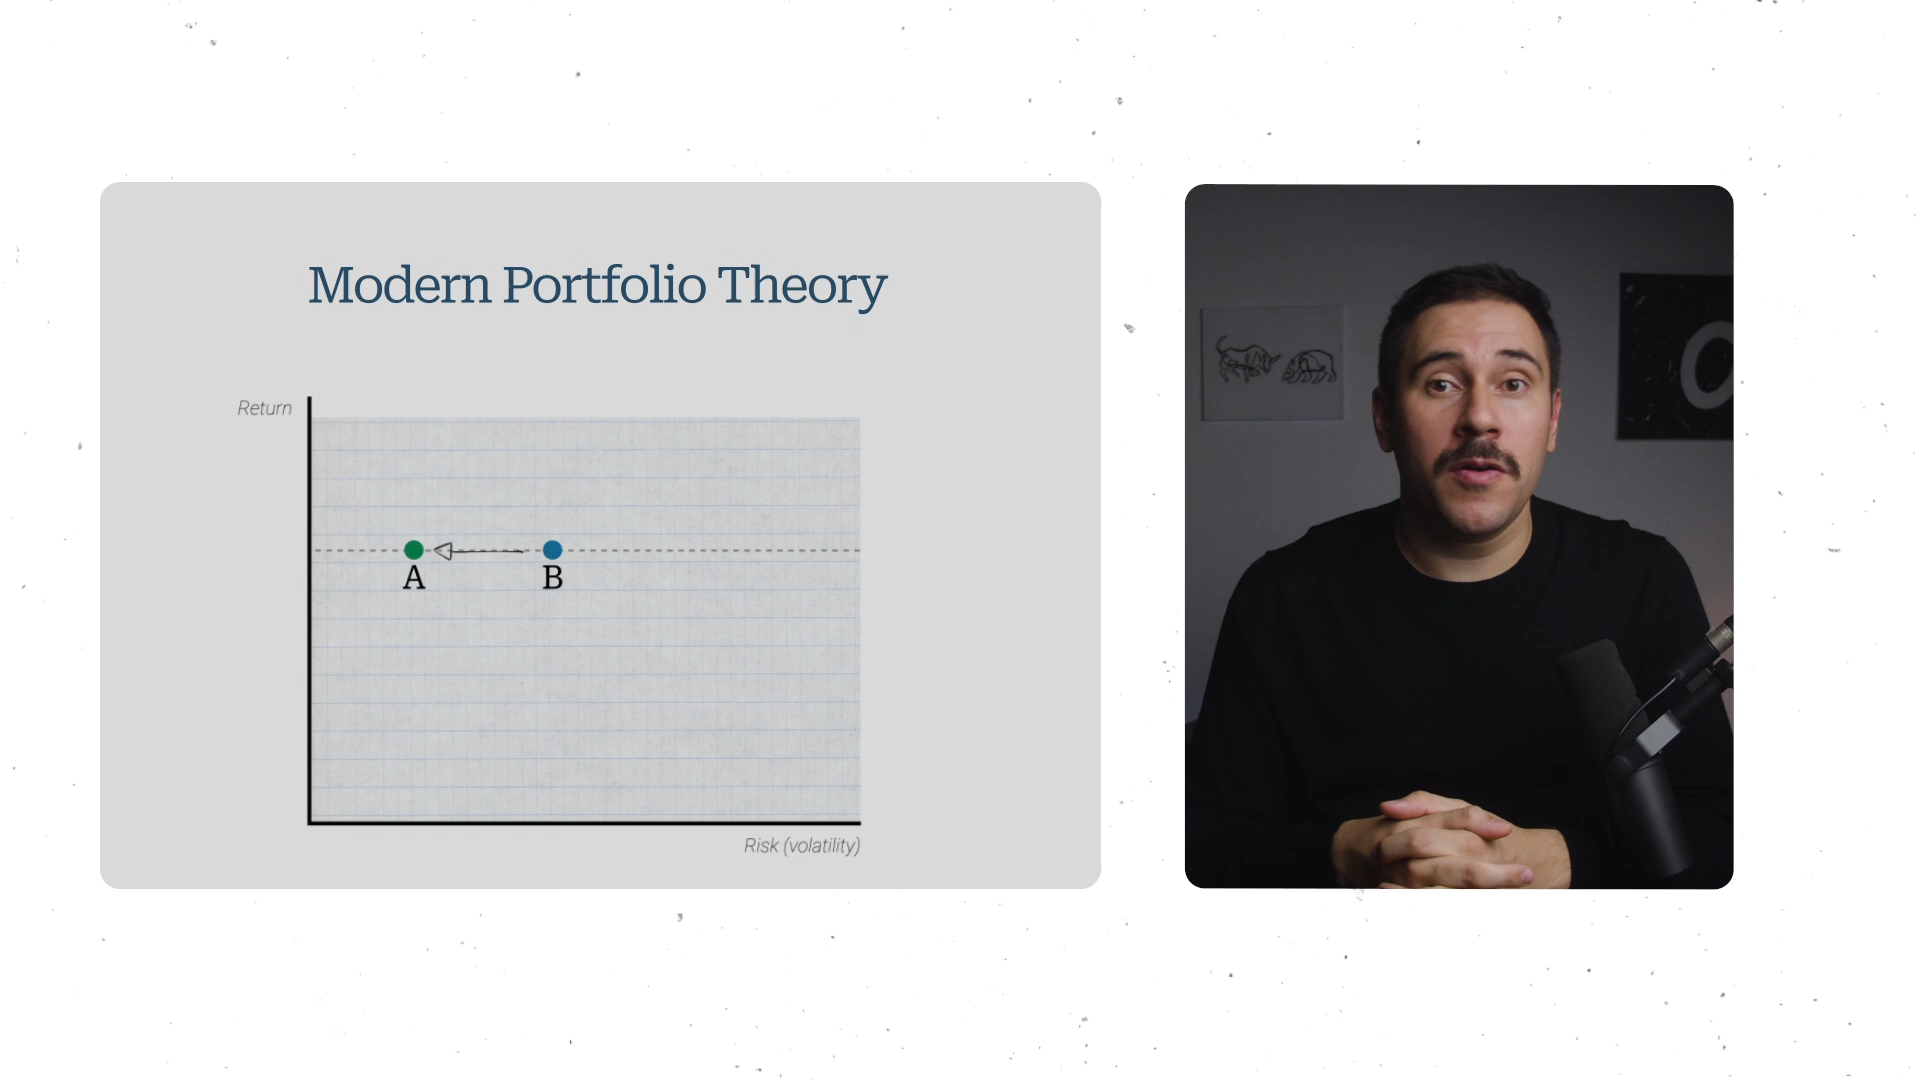 Modern Portfolio Theory
Return
A
B
Risk (volatility)